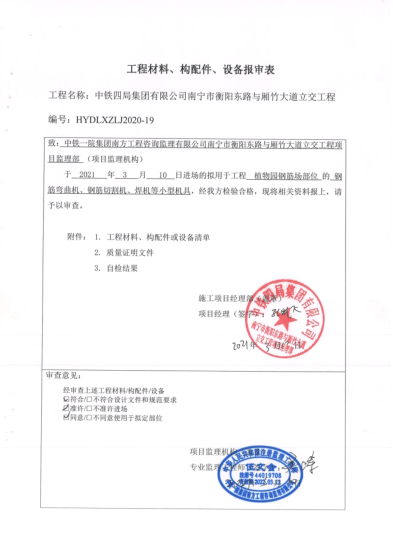 工程材料、构配件、设备报审表
工程名称：中铁四局集团有限公司南宁市衡阳东路与厢竹大道立交工程
编号：HYDLXZLJ2020-19
致：中铁一院集团南方工程咨询监理有限公司南宁市衡阳东路与厢竹大道立交工程项
目监理部（项目监理机构）
于 2021 年 3 月 10 日进场的拟用于工程 植物园钢筋场部位 的 钢
筋弯曲机、钢筋切割机、焊机等小型机具，经我方检验合格，现将相关资料报上，请
予以审查。
附件： 1. 工程材料、构配件或设备清单
2. 质量证明文件
3. 自检结果
施工项目经理部
项目经理（签字）
2021年
审查意见：
经审查上述工程材料/构配件/设备
☑符合/□不符合设计文件和规范要求
☑准许/□不准许进场
☑同意/□不同意使用于拟定部位
项目监理机构
专业监理工程师
44019708